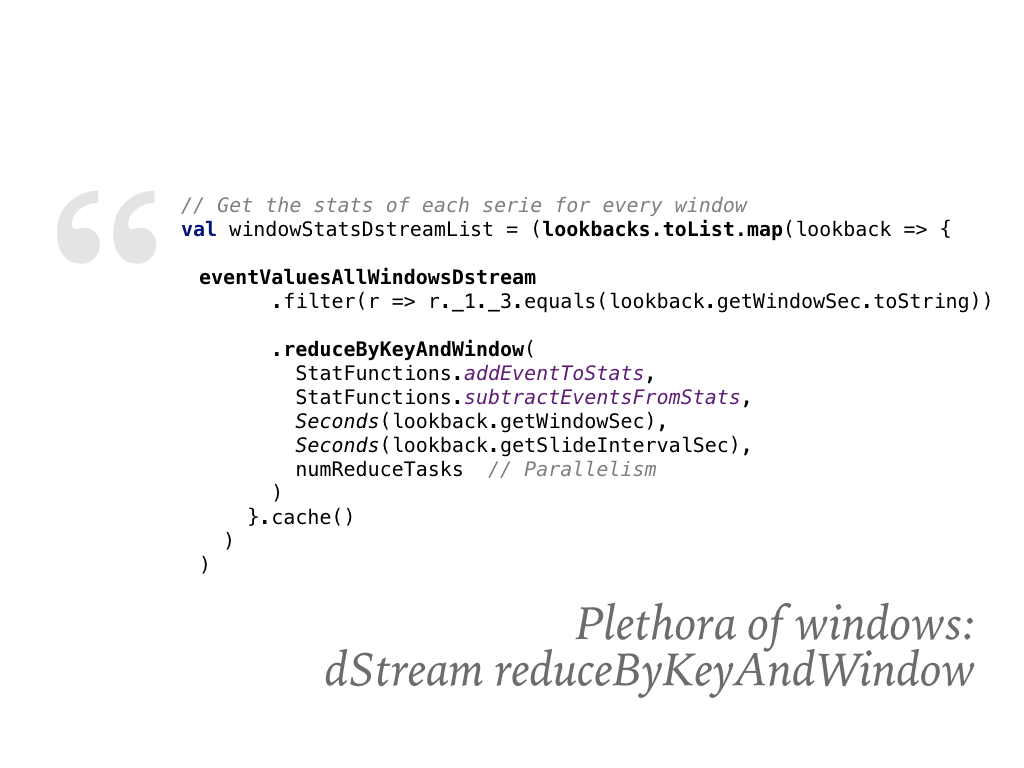 “
// Get the stats of each serie for every window
val windowStatsDstreamList = (lookbacks.toList.map(lookback => {
eventValuesAllWindowsDstream
.filter(r => r._1._3.equals(lookback.getWindowSec.toString))
.reduceByKeyAndWindow(
StatFunctions.addEventToStats,
StatFunctions.subtractEventsFromStats,
Seconds(lookback.getWindowSec),
Seconds(lookback.getSlideIntervalSec),
numReduceTasks  // Parallelism
)
}.cache()
)
)
Plethora of windows:
dStream reduceByKeyAndWindow